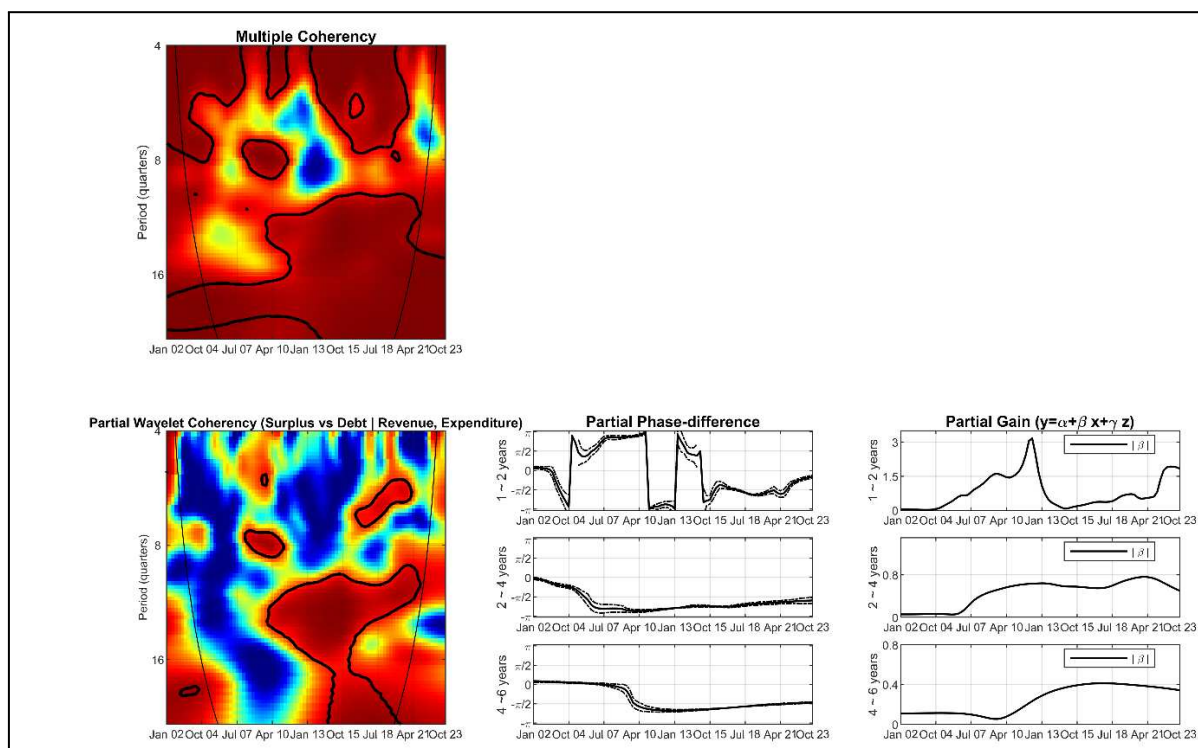 Multiple Coherency
Period (quarters)
4
8
16
Jan 02 Oct 04 Jul 07 Apr 10 Jan 13 Oct 15 Jul 18 Apr 21 Oct 23
Partial Wavelet Coherency (Surplus vs Debt | Revenue, Expenditure)
Period (quarters)
4
8
16
Jan 02 Oct 04 Jul 07 Apr 10 Jan 13 Oct 15 Jul 18 Apr 21 Oct 23
Partial Phase-difference
1 ~ 2 years
π
π/2
0
-π/2
-π
Jan 02 Oct 04 Jul 07 Apr 10 Jan 13 Oct 15 Jul 18 Apr 21 Oct 23
2 ~ 4 years
π
π/2
0
-π/2
-π
Jan 02 Oct 04 Jul 07 Apr 10 Jan 13 Oct 15 Jul 18 Apr 21 Oct 23
4 ~6 years
π
π/2
0
-π/2
-π
Jan 02 Oct 04 Jul 07 Apr 10 Jan 13 Oct 15 Jul 18 Apr 21 Oct 23
Partial Gain (y=α+β x+γ z)
1 ~ 2 years
3
1.5
0
|β|
Jan 02 Oct 04 Jul 07 Apr 10 Jan 13 Oct 15 Jul 18 Apr 21 Oct 23
2 ~ 4 years
1.6
0.8
0
|β|
Jan 02 Oct 04 Jul 07 Apr 10 Jan 13 Oct 15 Jul 18 Apr 21 Oct 23
4 ~ 6 years
0.8
0.4
0
|β|
Jan 02 Oct 04 Jul 07 Apr 10 Jan 13 Oct 15 Jul 18 Apr 21 Oct 23